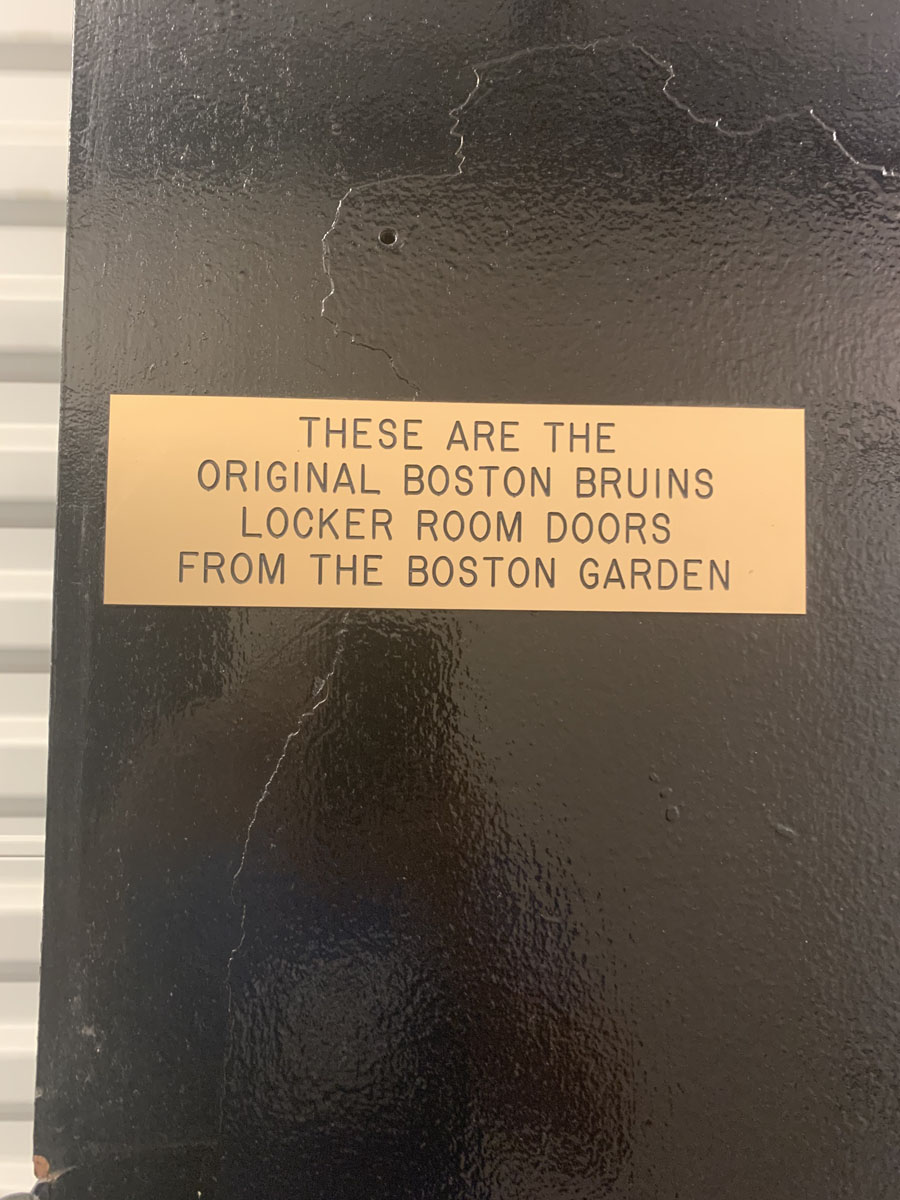 THESE ARE THE
ORIGINAL BOSTON BRUINS
LOCKER ROOM DOORS
FROM THE BOSTON GARDEN